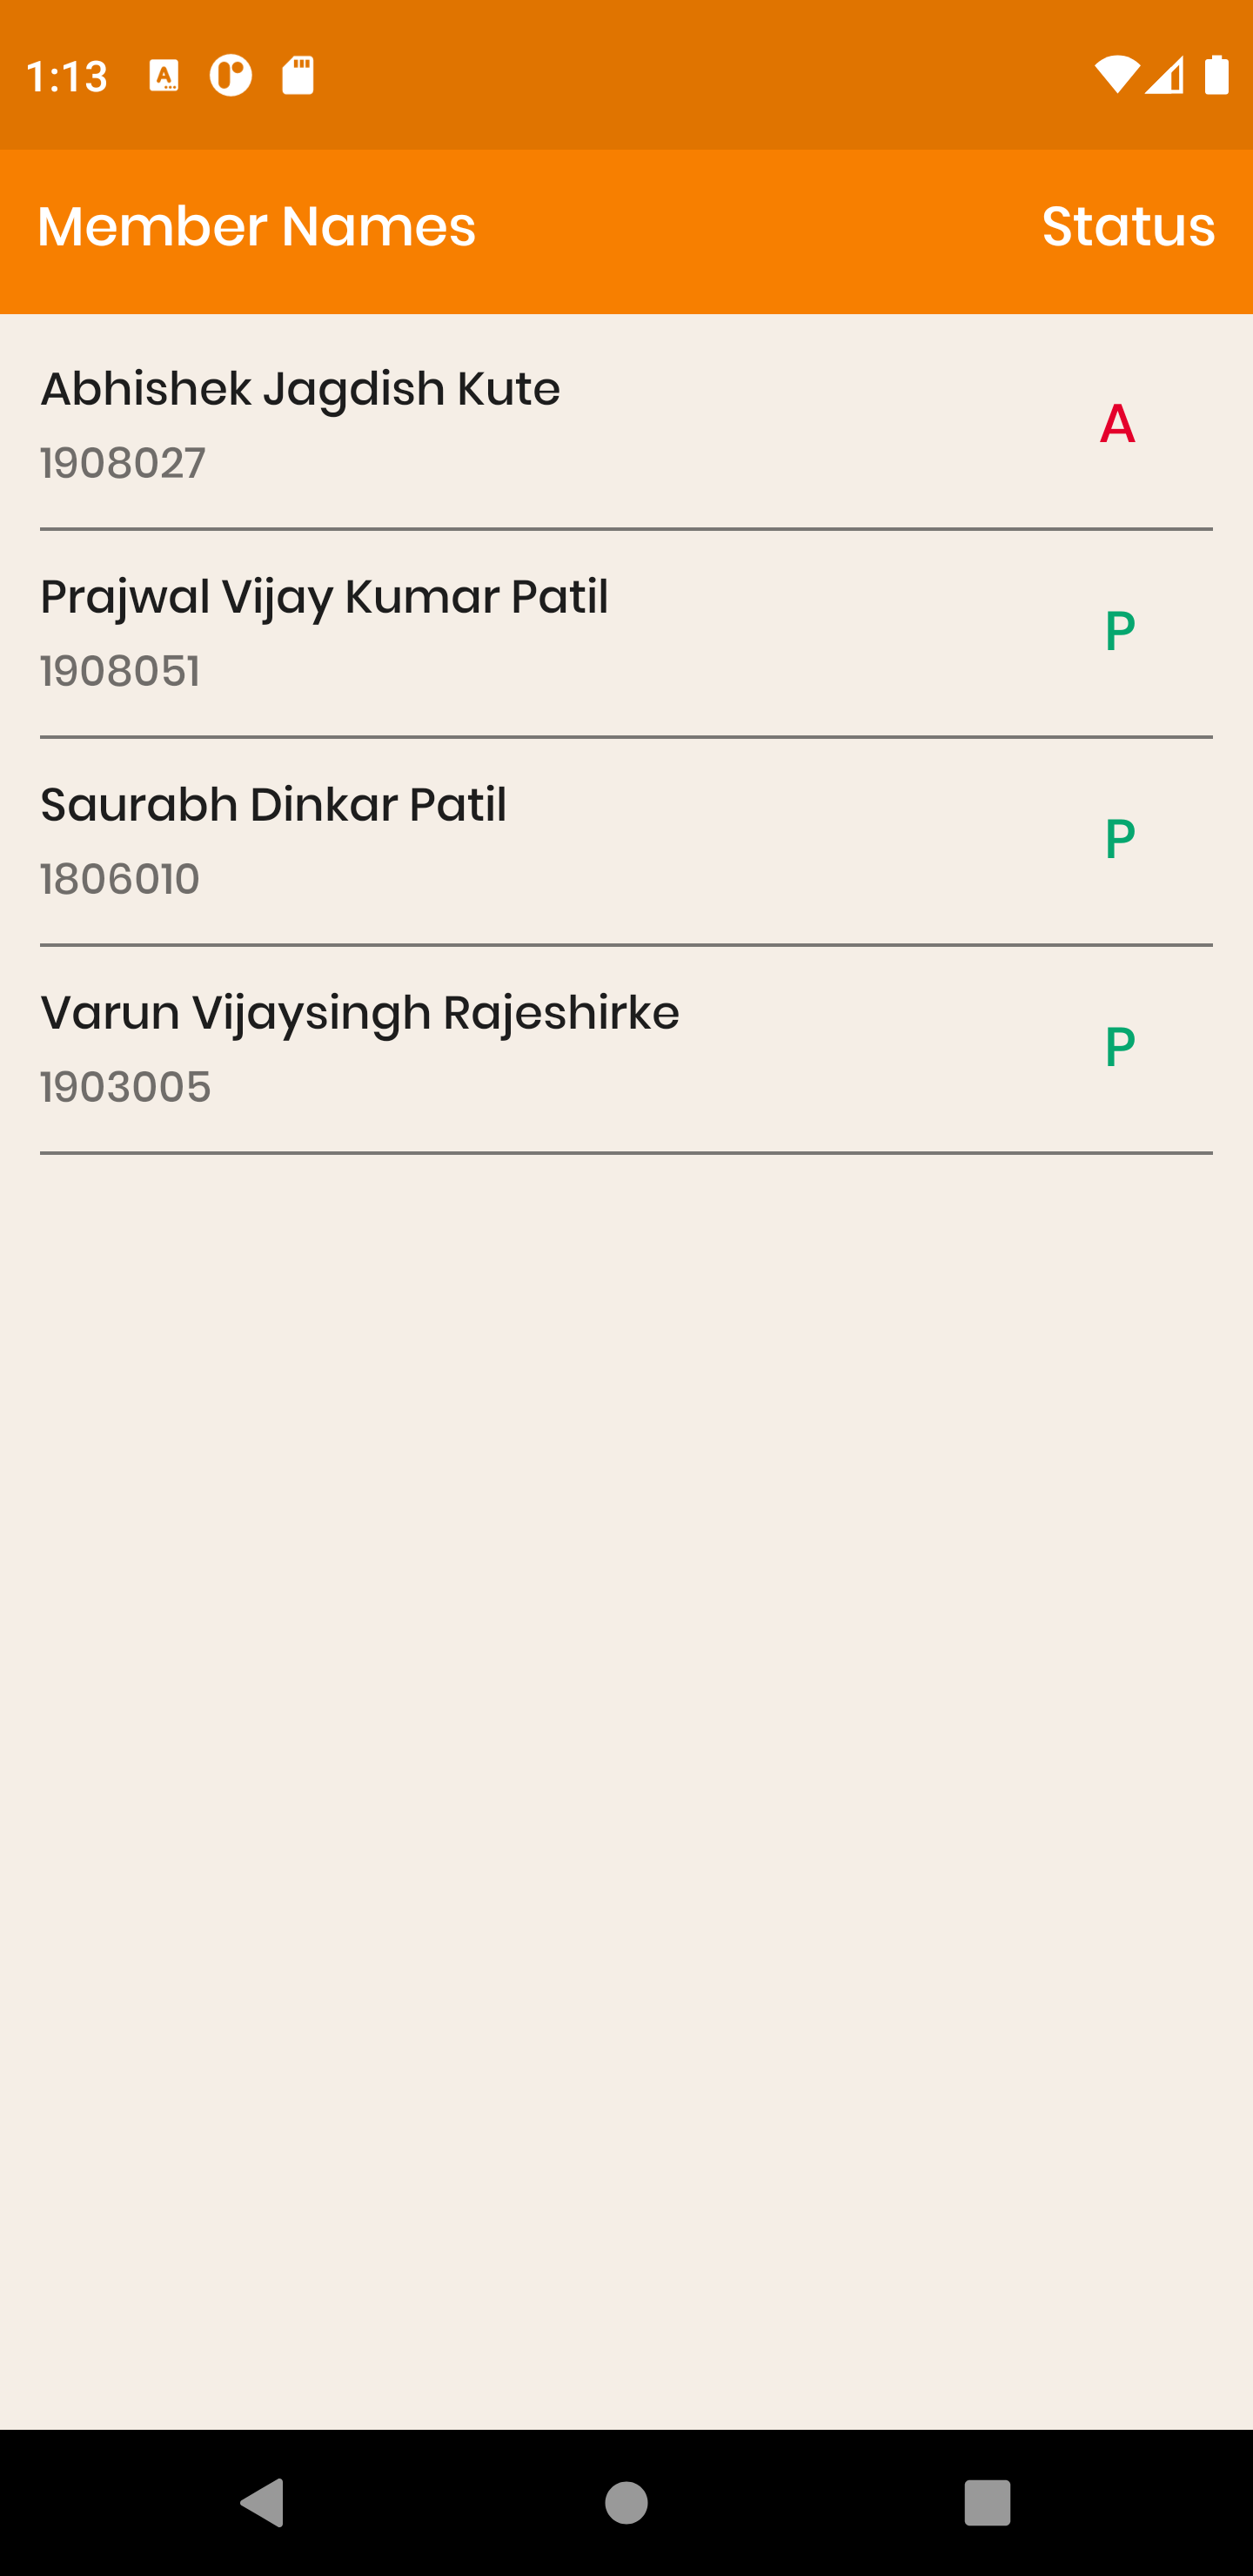 1:13
Member Names Status
Abhishek Jagdish Kute
1908027
A
Prajwal Vijay Kumar Patil
1908051
P
Saurabh Dinkar Patil
1806010
P
Varun Vijaysingh Rajeshirke
1903005
P